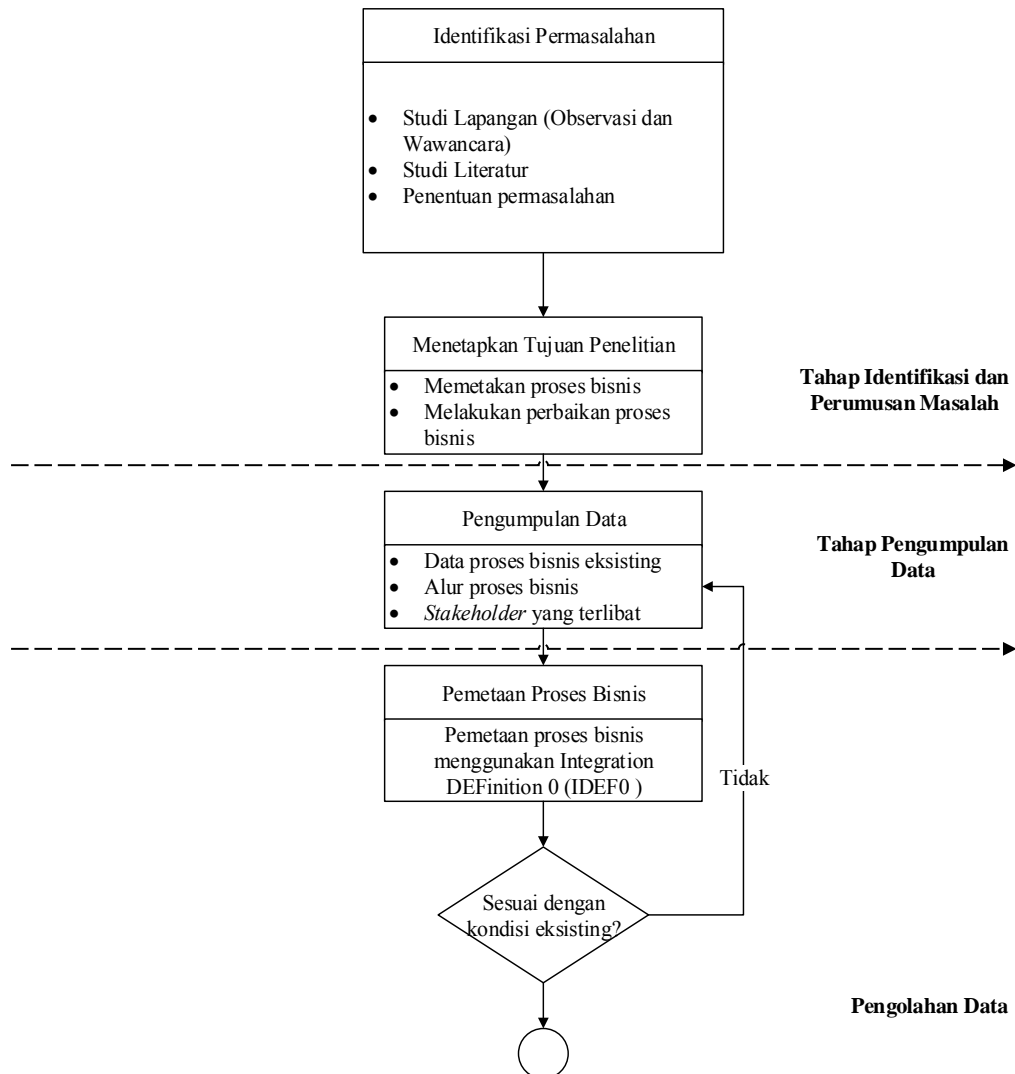 Identifikasi Permasalahan
• Studi Lapangan (Observasi dan
Wawancara)
• Studi Literatur
• Penentuan permasalahan
Menetapkan Tujuan Penelitian
• Memetakan proses bisnis
• Melakukan perbaikan proses
bisnis
Tahap Identifikasi dan
Perumusan Masalah
Pengumpulan Data
• Data proses bisnis eksisting
• Alur proses bisnis
• Stakeholder yang terlibat
Tahap Pengumpulan
Data
Pemetaan Proses Bisnis
Pemetaan proses bisnis
menggunakan Integration
DEFinition 0 (IDEF0 )
Tidak
Sesuai dengan
kondisi eksisting?
Pengolahan Data